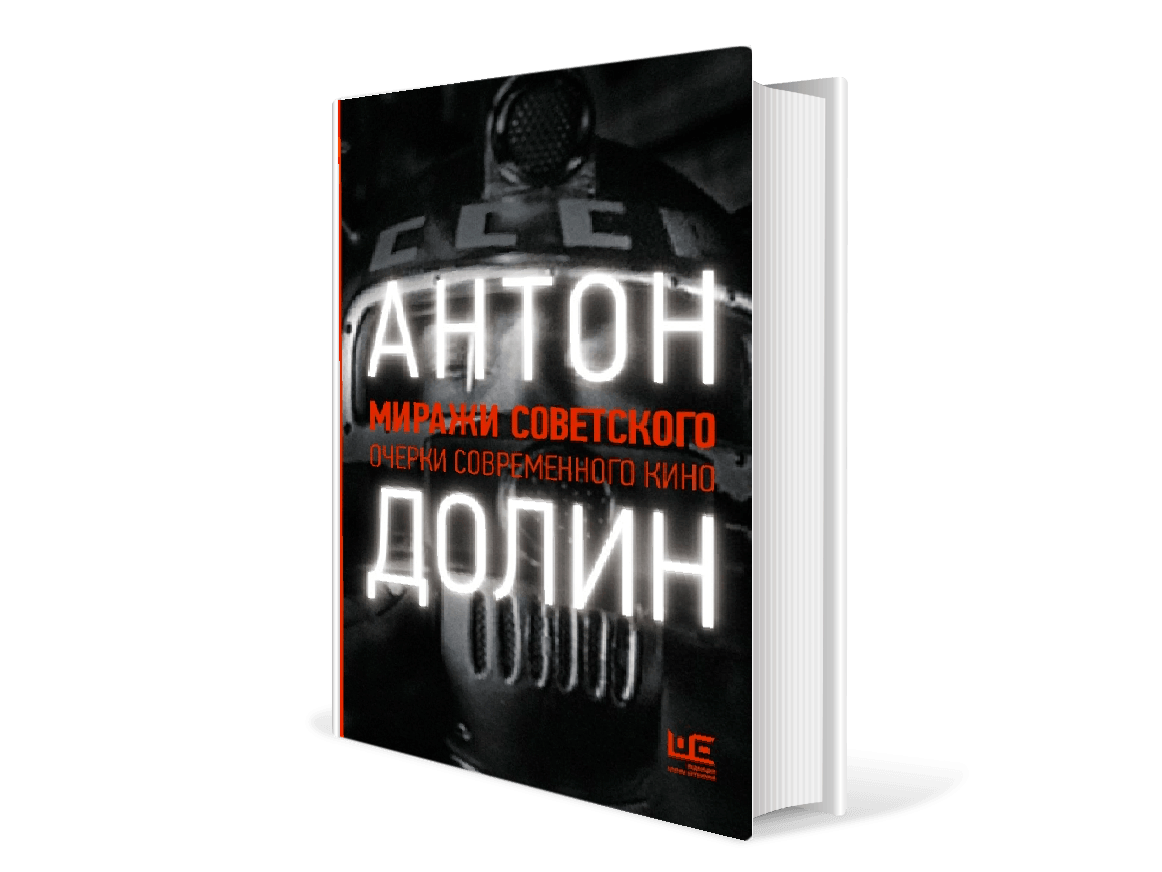 СССР
АНТОН
МИРАЖИ СОВЕТСКОГО
ОЧЕРКИ СОВРЕМЕННОГО КИНО
ДОЛИН